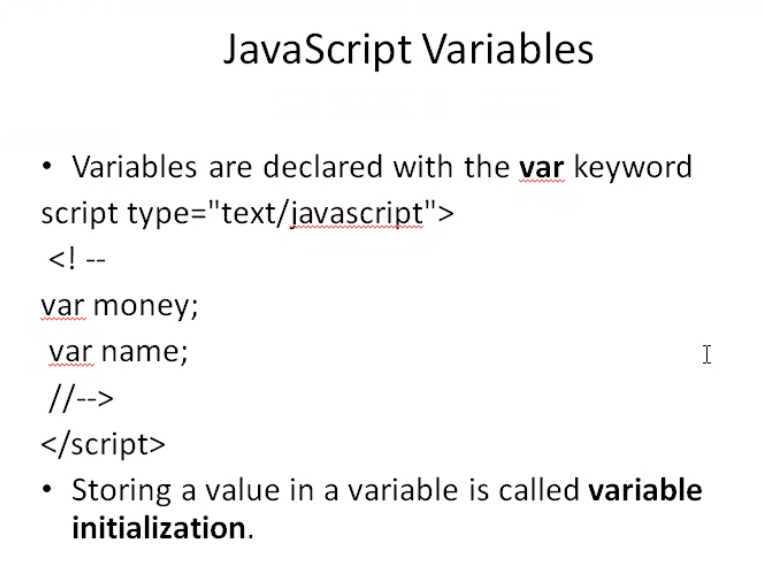 JavaScript Variables
• Variables are declared with the var keyword
script type="text/javascript">
<! --
var money;
var name;
//-->
</script>
• Storing a value in a variable is called variable
initialization.